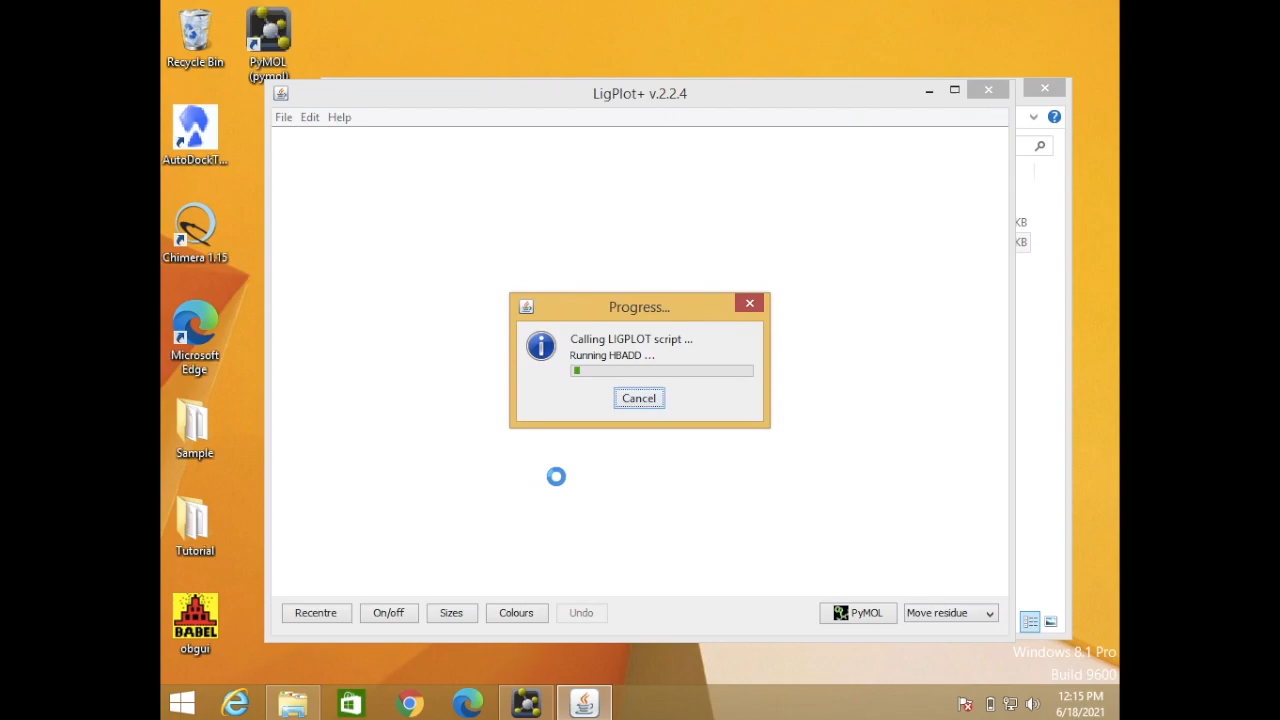 Recycle Bin
PyMOL
(pymol)
AutoDockT...
Chimera 1.15
Microsoft
Edge
Sample
Tutorial
BABEL
obgui
LigPlot+ v.2.2.4
File Edit Help
KB
KB
Progress...
Calling LIGPLOT script ...
Running HBADD ...
Cancel
Recentre On/off Sizes Colours Undo PyMOL Move residue
Windows 8.1 Pro
Build 9600
12:15 PM
6/18/2021